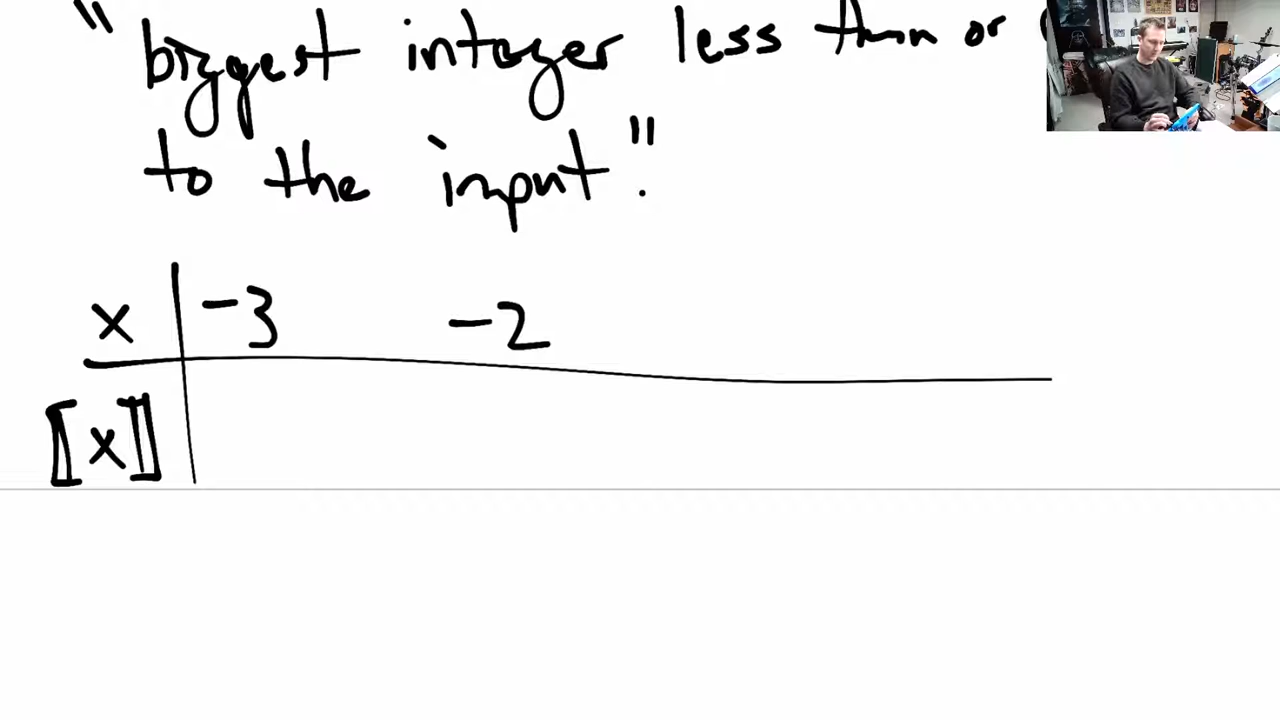 "biggest integer less than or
to the input".
x -3 -2
⟦x⟧